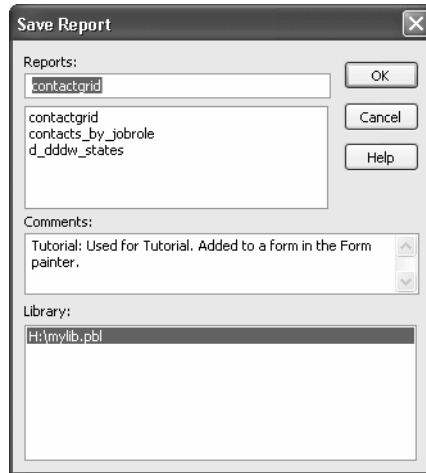 Save Report
Reports:
contactgrid
OK
contactgrid
contacts_by_jobrole
d_dddw_states
Cancel
Help
Comments:
Tutorial: Used for Tutorial. Added to a form in the Form
painter.
Library:
H:\mylib.pbl